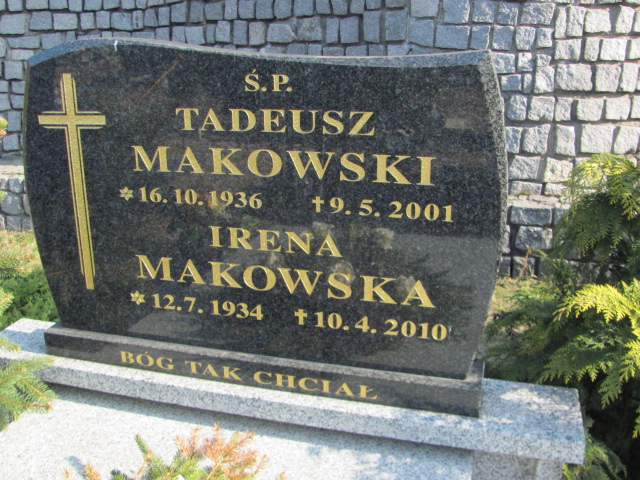 Ś.P.
TADEUSZ
MAKOWSKI
✲16.10.1936 ✝9.5.2001
IRENA
MAKOWSKA
✲12.7.1934 ✝10.4.2010
BÓG TAK CHCIAŁ